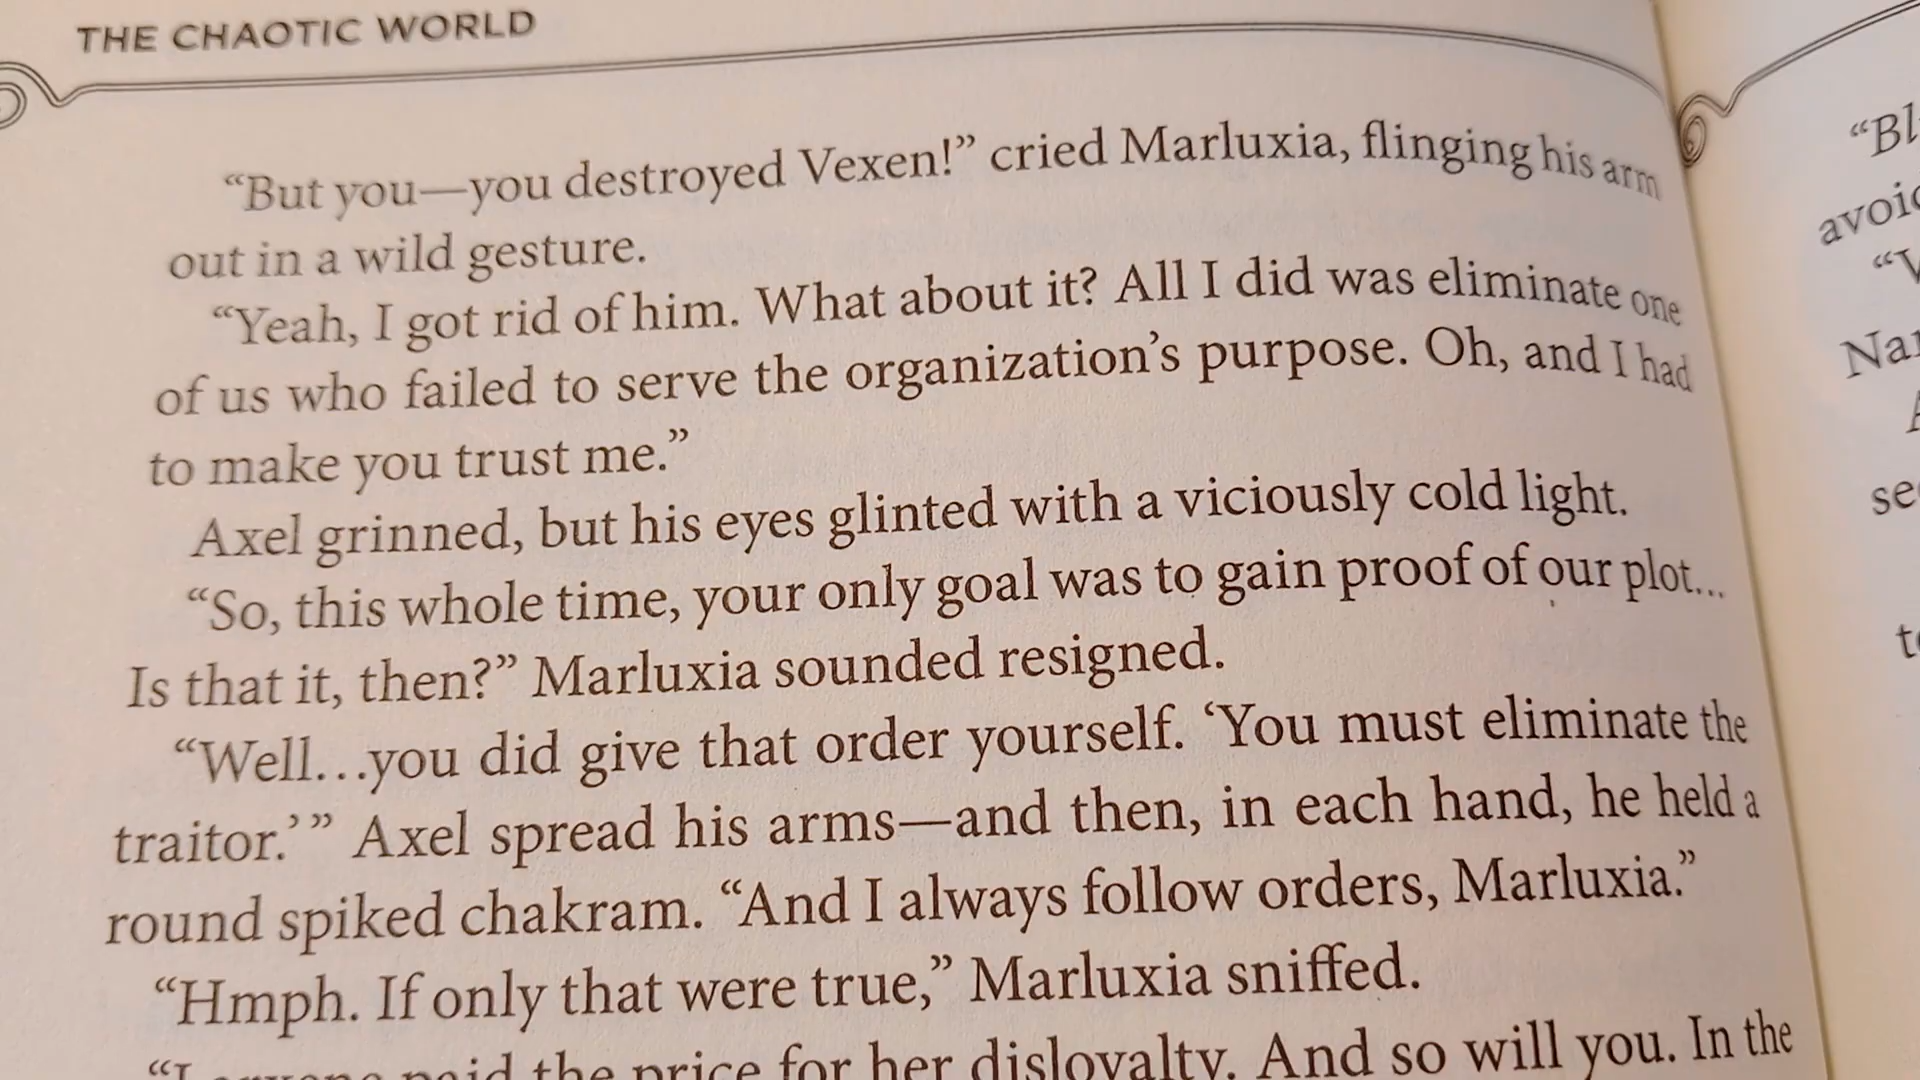 THE CHAOTIC WORLD
“But you—you destroyed Vexen!” cried Marluxia, flinging his arm
out in a wild gesture.
“Yeah, I got rid of him. What about it? All I did was eliminate one
of us who failed to serve the organization’s purpose. Oh, and I had
to make you trust me.”
Axel grinned, but his eyes glinted with a viciously cold light.
“So, this whole time, your only goal was to gain proof of our plot...
Is that it, then?” Marluxia sounded resigned.
“Well...you did give that order yourself. ‘You must eliminate the
traitor.’” Axel spread his arms—and then, in each hand, he held a
round spiked chakram. “And I always follow orders, Marluxia.”
“Hmph. If only that were true,” Marluxia sniffed.
paid the price for her disloyalty. And so will you. In the